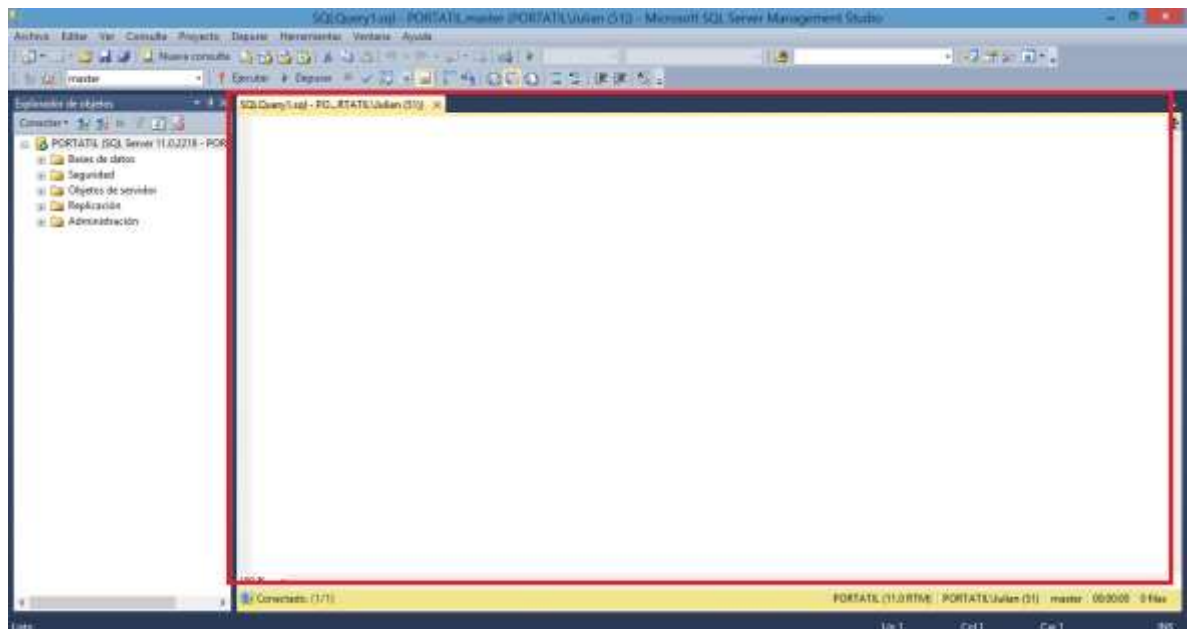 SQLQuery1.sql - PORTATIL.master (PORTATIL\Julian (51)) - Microsoft SQL Server Management Studio
Archivo Editar Ver Consulta Proyecto Depurar Herramientas Ventana Ayuda
Nueva consulta
master Ejecutar Depurar
Explorador de objetos
SQLQuery1.sql - PO...RTATIL\Julian (51))
Conectar
PORTATIL (SQL Server 11.0.2218 - POR
Bases de datos
Seguridad
Objetos de servidor
Replicación
Administración
100 %
Conectado. (1/1)
PORTATIL (11.0 RTM) PORTATIL\Julian (51) master 00:00:00 0 filas
Listo
Lín 1 Col 1 Car 1 INS